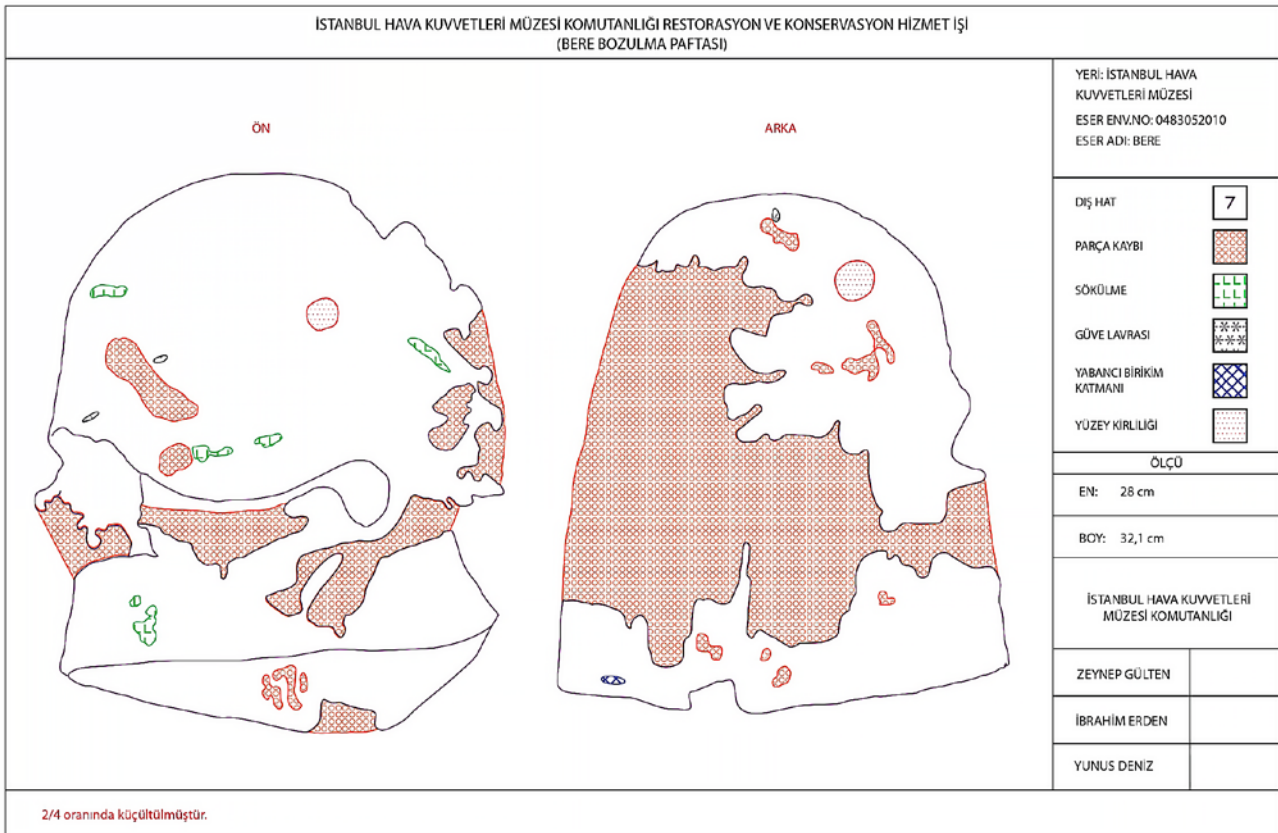 İSTANBUL HAVA KUVVETLERİ MÜZESİ KOMUTANLIĞI RESTORASYON VE KONSERVASYON HİZMET İŞİ
(BERE BOZULMA PAFTASI)
ÖN
ARKA
YERİ: İSTANBUL HAVA
KUVVETLERİ MÜZESİ
ESER ENV.NO: 0483052010
ESER ADI: BERE
DIŞ HAT
7
PARÇA KAYBI
SÖKÜLME
GÜVE LAVRASI
YABANCI BİRİKİM
KATMANI
YÜZEY KİRLİLİĞİ
ÖLÇÜ
EN: 28 cm
BOY: 32,1 cm
İSTANBUL HAVA KUVVETLERİ
MÜZESİ KOMUTANLIĞI
ZEYNEP GÜLTEN
İBRAHİM ERDEN
YUNUS DENİZ
2/4 oranında küçültülmüştür.